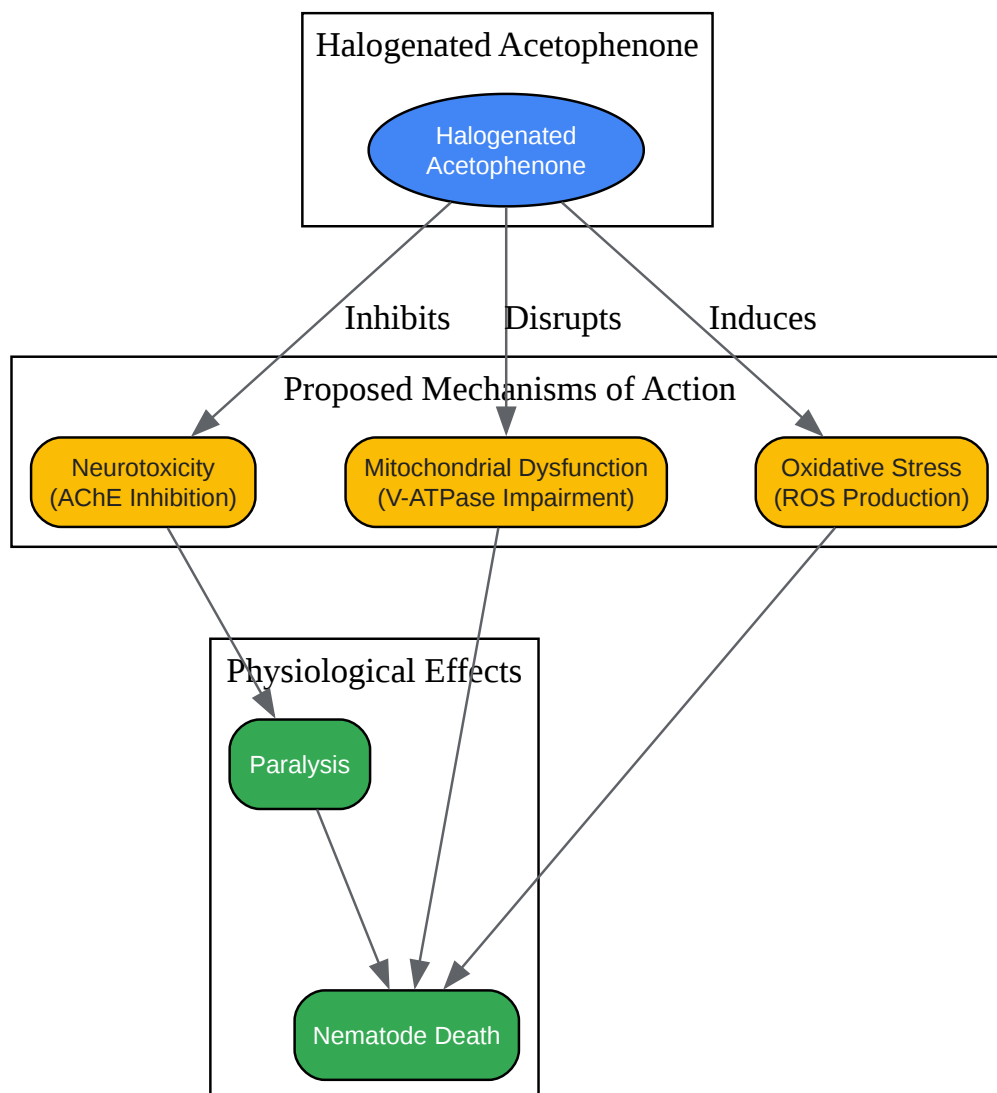 Halogenated Acetophenone
Halogenated
Acetophenone
Inhibits
Disrupts
Induces
Proposed Mechanisms of Action
Neurotoxicity
(AChE Inhibition)
Mitochondrial Dysfunction
(V-ATPase Impairment)
Oxidative Stress
(ROS Production)
Physiological Effects
Paralysis
Nematode Death